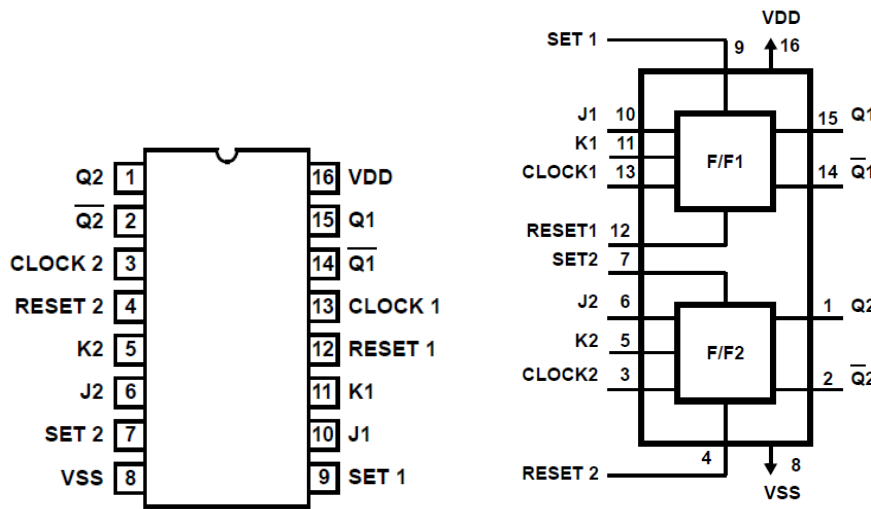 Q2 1 16 VDD
Q2 2 15 Q1
CLOCK 2 3 14 Q1
RESET 2 4 13 CLOCK 1
K2 5 12 RESET 1
J2 6 11 K1
SET 2 7 10 J1
VSS 8 9 SET 1
VDD
SET 1 9 16
J1 10 15 Q1
K1 11
F/F1
CLOCK1 13 14 Q1
RESET1 12
SET2 7
J2 6 1 Q2
K2 5
F/F2
CLOCK2 3 2 Q2
4 8
RESET 2
VSS